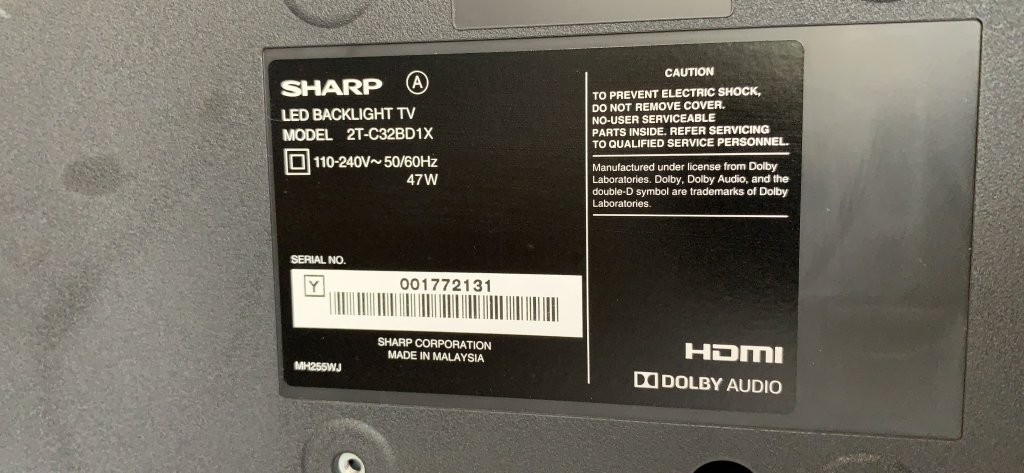 SHARP Ⓐ
LED BACKLIGHT TV
MODEL 2T-C32BD1X
110-240V~ 50/60Hz
47W
SERIAL NO.
Y
001772131
SHARP CORPORATION
MADE IN MALAYSIA
MH255WJ
CAUTION
TO PREVENT ELECTRIC SHOCK,
DO NOT REMOVE COVER.
NO-USER SERVICEABLE
PARTS INSIDE. REFER SERVICING
TO QUALIFIED SERVICE PERSONNEL.
Manufactured under license from Dolby
Laboratories. Dolby, Dolby Audio, and the
double-D symbol are trademarks of Dolby
Laboratories.
HDMI
DOLBY AUDIO